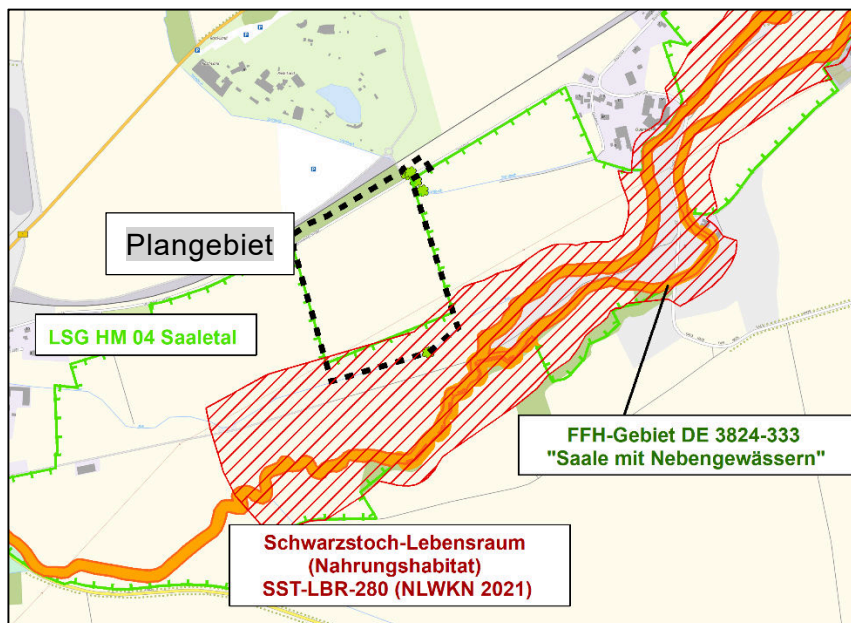 Plangebiet
LSG HM 04 Saaletal
FFH-Gebiet DE 3824-333
"Saale mit Nebengewässern"
Schwarzstoch-Lebensraum
(Nahrungshabitat)
SST-LBR-280 (NLWKN 2021)